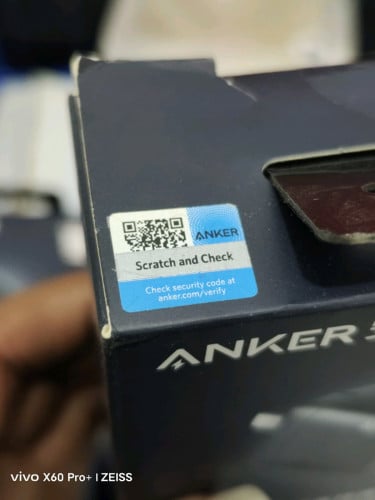 ANKER
Scratch and Check
Check security code at
anker.com/verify
ANKER
vivo X60 Pro+ | ZEISS